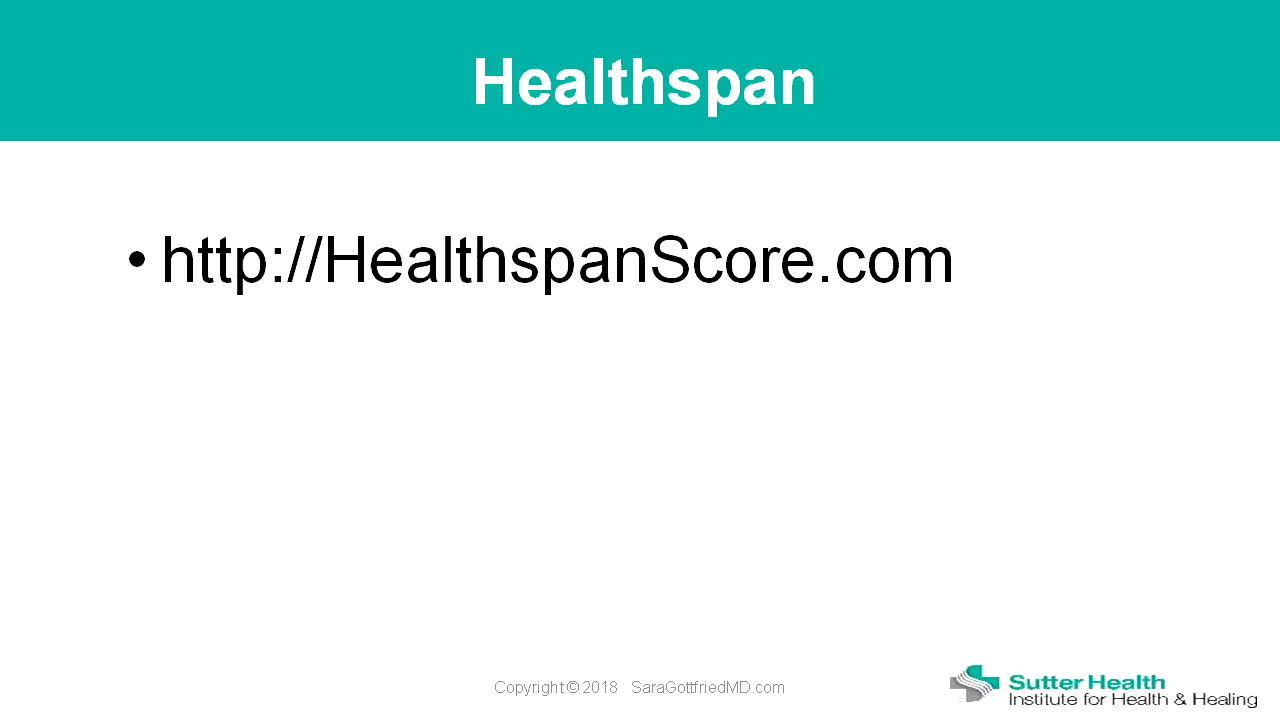 Healthspan
• http://HealthspanScore.com
Copyright © 2018 SaraGottfriedMD.com
Sutter Health
Institute for Health & Healing